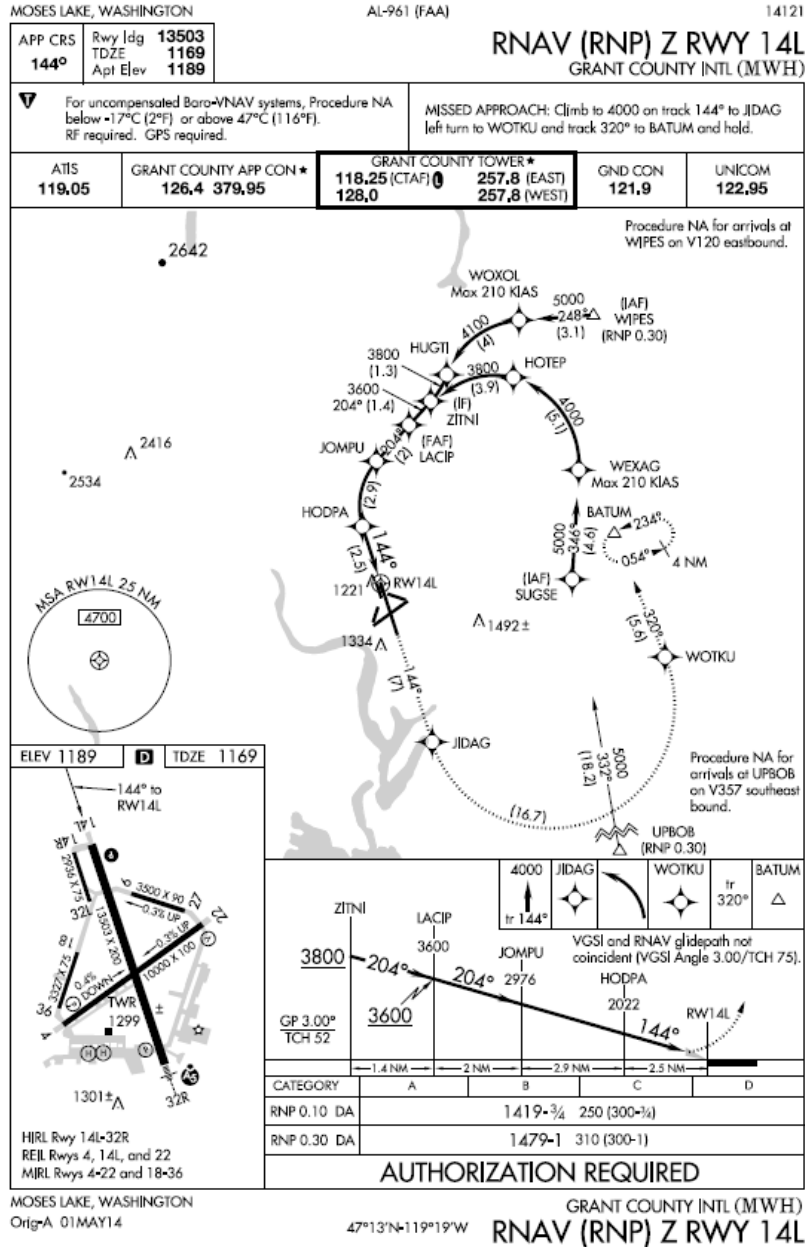 MOSES LAKE, WASHINGTON AL-961 (FAA) 14121
APP CRS
144°
Rwy ldg 13503
TDZE 1169
Apt Elev 1189
RNAV (RNP) Z RWY 14L
GRANT COUNTY INTL (MWH)
T
For uncompensated Baro-VNAV systems, Procedure NA
below -17°C (2°F) or above 47°C (116°F).
RF required. GPS required.
MISSED APPROACH: Climb to 4000 on track 144° to JIDAG
left turn to WOTKU and track 320° to BATUM and hold.
ATIS
119.05
GRANT COUNTY APP CON★
126.4 379.95
GRANT COUNTY TOWER★
118.25 (CTAF) L 257.8 (EAST)
128.0 257.8 (WEST)
GND CON
121.9
UNICOM
122.95
Procedure NA for arrivals at
WIPES on V120 eastbound.
2642
WOXOL
Max 210 KIAS
5000
248°
(3.1)
(IAF)
WIPES
(RNP 0.30)
4100
(4)
HUGTI
3800
(1.3)
3800
(3.9)
HOTEP
3600
204° (1.4)
(IF)
ZITNI
4000
(5.1)
(FAF)
LACIP
204°
(2)
JOMPU
2416
2534
WEXAG
Max 210 KIAS
(2.9)
HODPA
BATUM
234°
054°
4 NM
5000
346°
(4.6)
144°
(2.5)
(IAF)
SUGSE
1221
RW14L
MSA RW14L 25 NM
4700
1492±
1334
320°
(5.6)
WOTKU
144°
(7)
JIDAG
5000
332°
(18.2)
Procedure NA for
arrivals at UPBOB
on V357 southeast
bound.
(16.7)
UPBOB
(RNP 0.30)
ELEV 1189 D TDZE 1169
144° to
RW14L
14L
14R
2936 X 75
32L
9
3500 X 90
27
0.3% UP
22
13503 X 200
0.3% UP
10000 X 100
18
3327 X 75
0.4%
DOWN
36
4
TWR
1299
±
H H
P
A5
32R
1301±
HIRL Rwy 14L-32R
REIL Rwys 4, 14L, and 22
MIRL Rwys 4-22 and 18-36
4000
tr 144°
JIDAG
WOTKU
tr
320°
BATUM
VGSI and RNAV glidepath not
coincident (VGSI Angle 3.00/TCH 75).
ZITNI
LACIP
3600
JOMPU
2976
HODPA
2022
RW14L
3800
204°
204°
3600
144°
GP 3.00°
TCH 52
1.4 NM 2 NM 2.9 NM 2.5 NM
CATEGORY A B C D
RNP 0.10 DA 1419-¾ 250 (300-¾)
RNP 0.30 DA 1479-1 310 (300-1)
AUTHORIZATION REQUIRED
MOSES LAKE, WASHINGTON
Orig-A 01MAY14
47°13'N-119°19'W
GRANT COUNTY INTL (MWH)
RNAV (RNP) Z RWY 14L